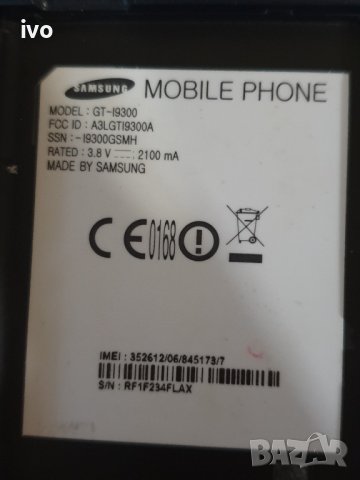 ivo
SAMSUNG MOBILE PHONE
MODEL: GT-I9300
FCC ID : A3LGTI9300A
SSN : -I9300GSMH
RATED : 3.8 V 2100 mA
MADE BY SAMSUNG
CE0168
IMEI : 352612/06/845173/7
S/N : RF1F234FLAX
BAZAR